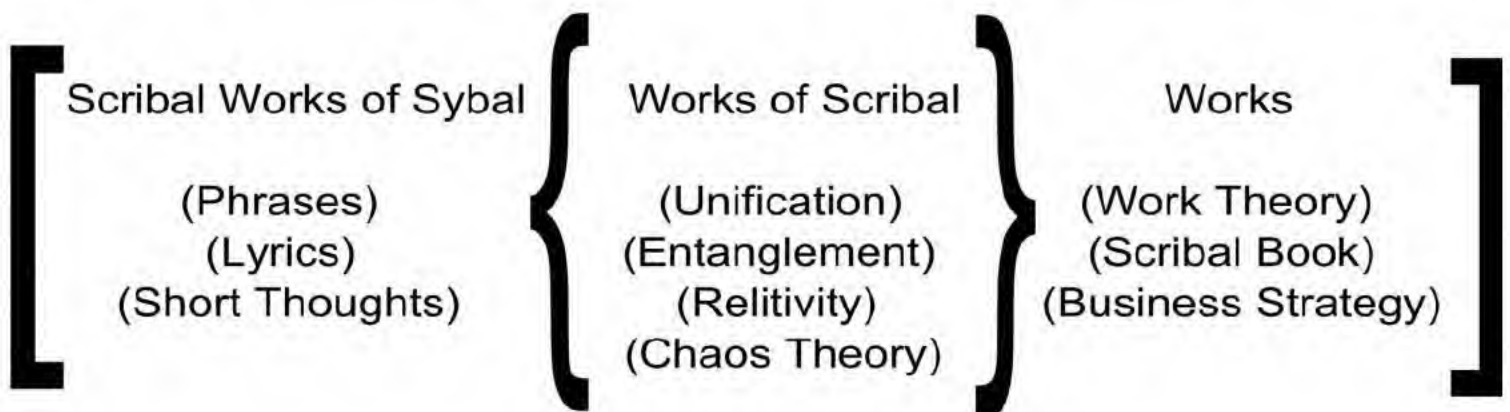 Scribal Works of Sybal
(Phrases)
(Lyrics)
(Short Thoughts)
Works of Scribal
(Unification)
(Entanglement)
(Relitivity)
(Chaos Theory)
Works
(Work Theory)
(Scribal Book)
(Business Strategy)